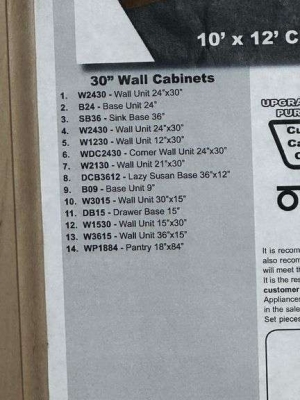 10' x 12' C
30" Wall Cabinets
1. W2430 - Wall Unit 24"x30"
2. B24 - Base Unit 24"
3. SB36 - Sink Base 36"
4. W2430 - Wall Unit 24"x30"
5. W1230 - Wall Unit 12"x30"
6. WDC2430 - Corner Wall Unit 24"x30"
7. W2130 - Wall Unit 21"x30"
8. DCB3612 - Lazy Susan Base 36"x12"
9. B09 - Base Unit 9"
10. W3015 - Wall Unit 30"x15"
11. DB15 - Drawer Base 15"
12. W1530 - Wall Unit 15"x30"
13. W3615 - Wall Unit 36"x15"
14. WP1884 - Pantry 18"x84"
UPGRA
PUR
Cu
Ca
It is recom
also recom
will meet th
It is the res
customer
Appliances
in the sale
Set pieces